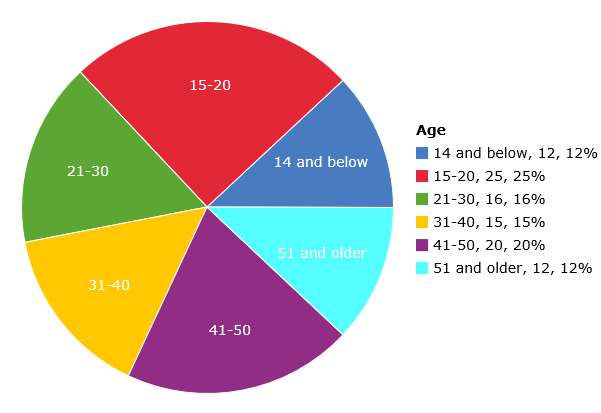 15-20
14 and below
21-30
51 and older
31-40
41-50
Age
14 and below, 12, 12%
15-20, 25, 25%
21-30, 16, 16%
31-40, 15, 15%
41-50, 20, 20%
51 and older, 12, 12%